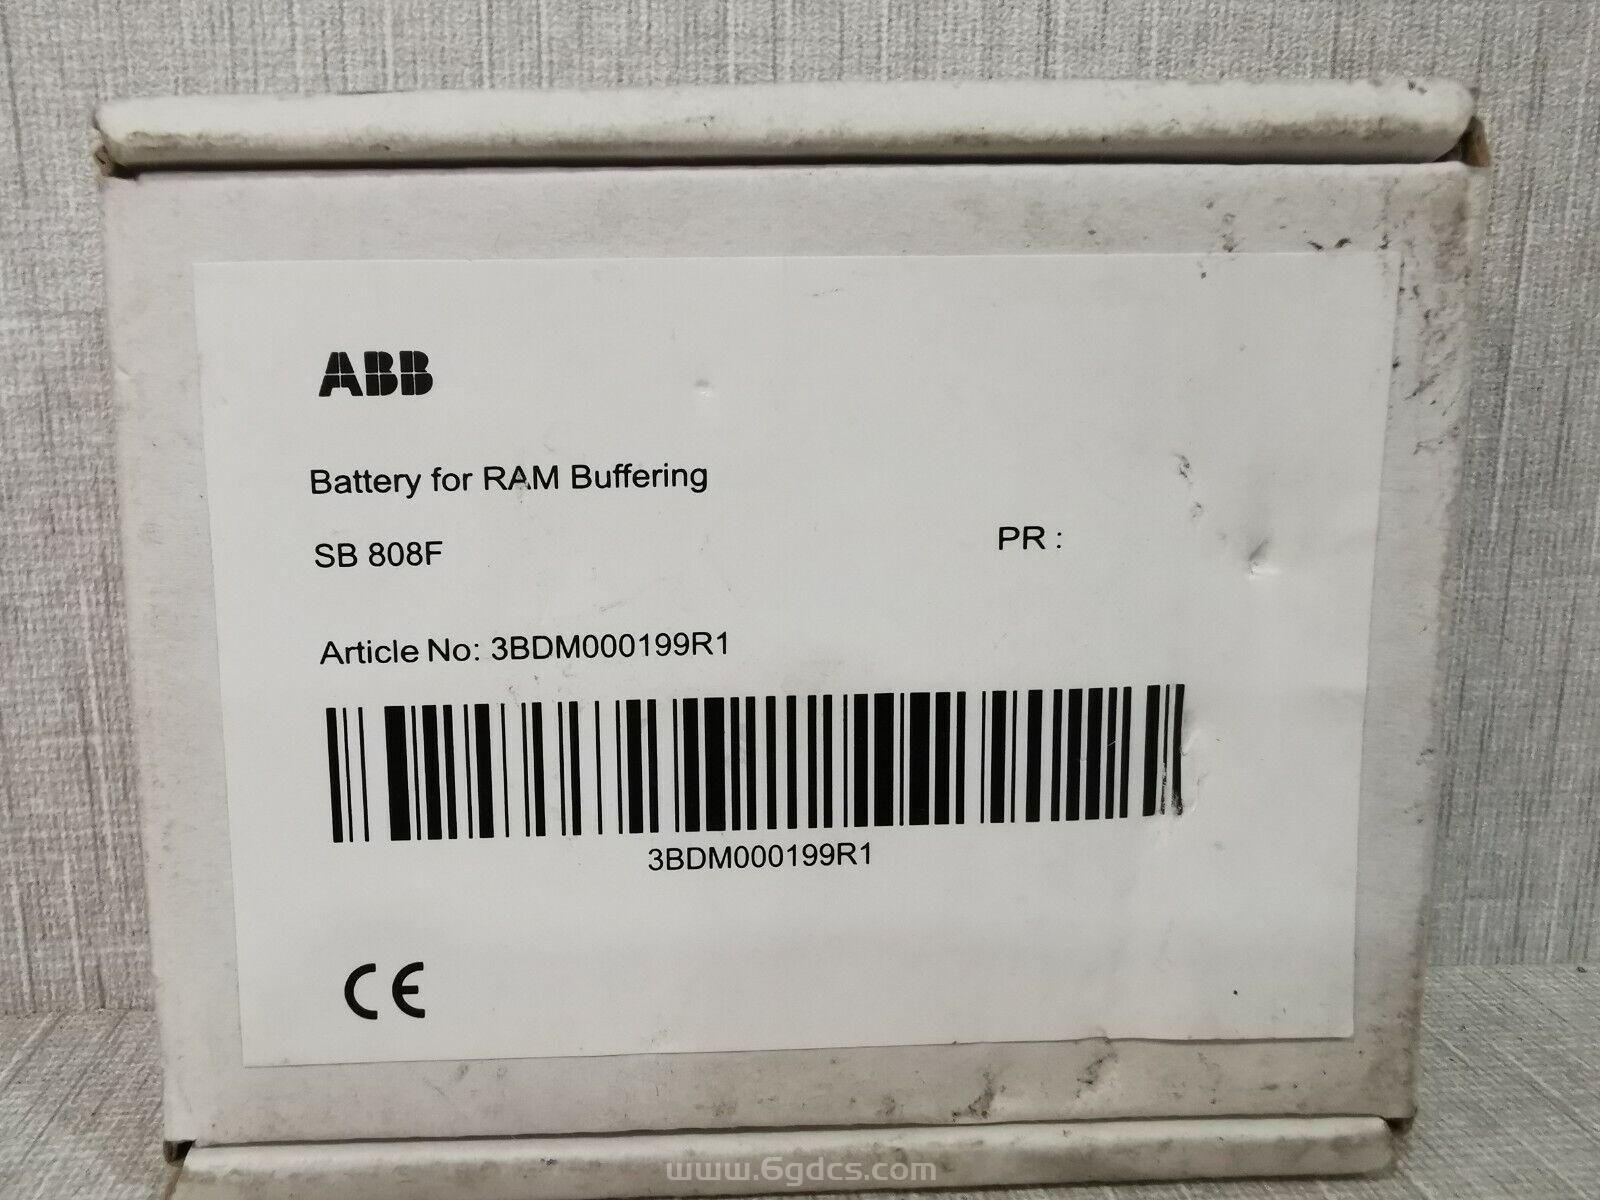 ABB
Battery for RAM Buffering
SB 808F
PR :
Article No: 3BDM000199R1
3BDM000199R1
CE
www.6gdcs.com